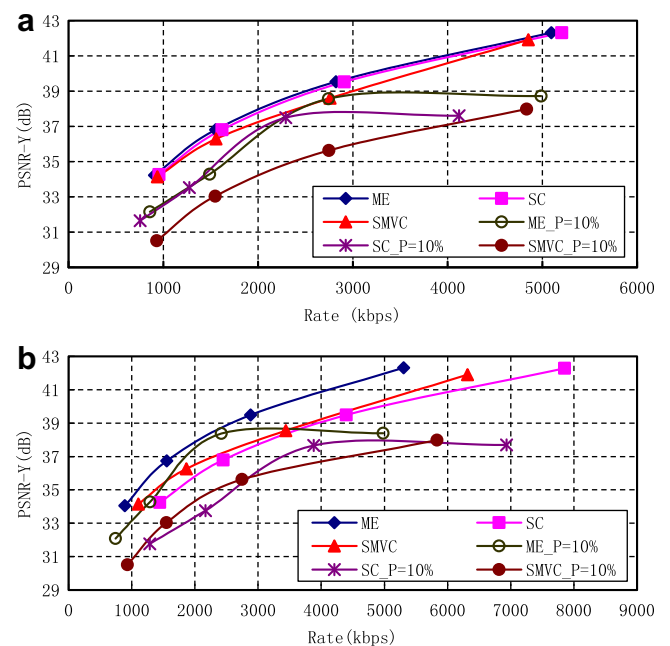 a
43
41
39
37
35
33
31
29
PSNR-Y(dB)
ME
SC
SMVC
ME_P=10%
SC_P=10%
SMVC_P=10%
0 1000 2000 3000 4000 5000 6000
Rate (kbps)
b
43
41
39
37
35
33
31
29
PSNR-Y(dB)
ME
SC
SMVC
ME_P=10%
SC_P=10%
SMVC_P=10%
0 1000 2000 3000 4000 5000 6000 7000 8000 9000
Rate(kbps)